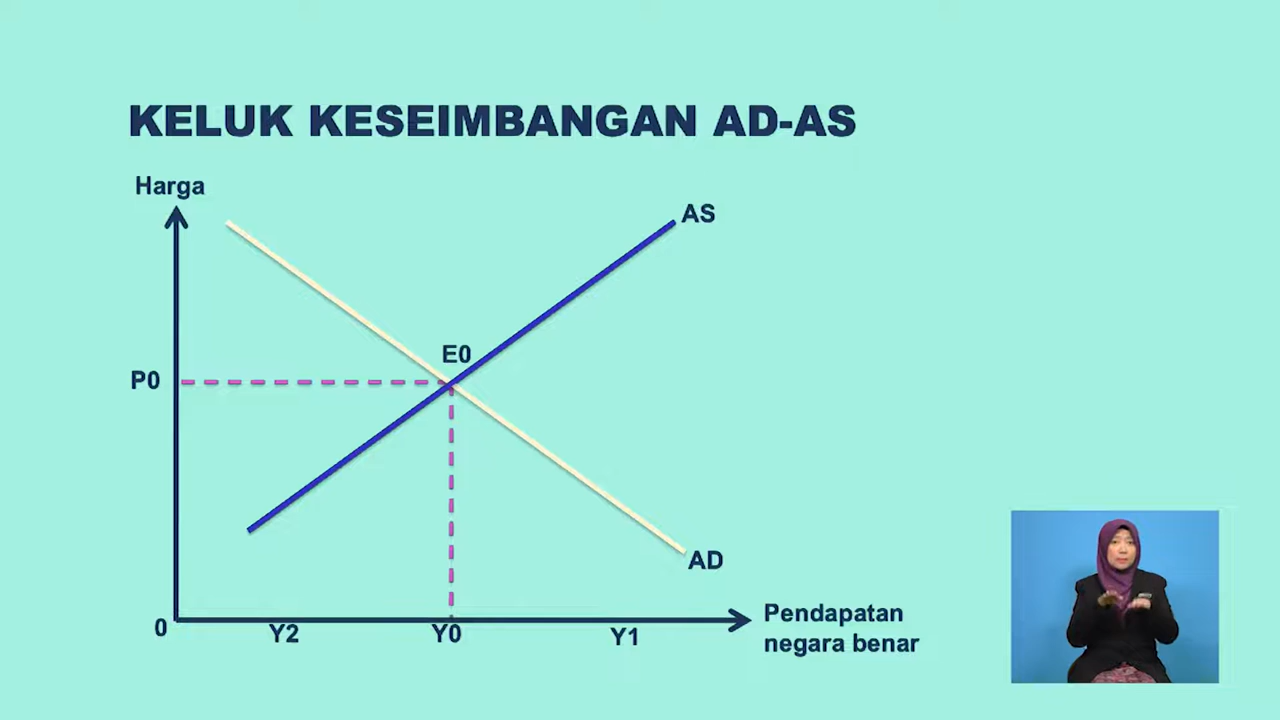 KELUK KESEIMBANGAN AD-AS
Harga
AS
E0
P0
AD
0
Y2
Y0
Y1
Pendapatan
negara benar